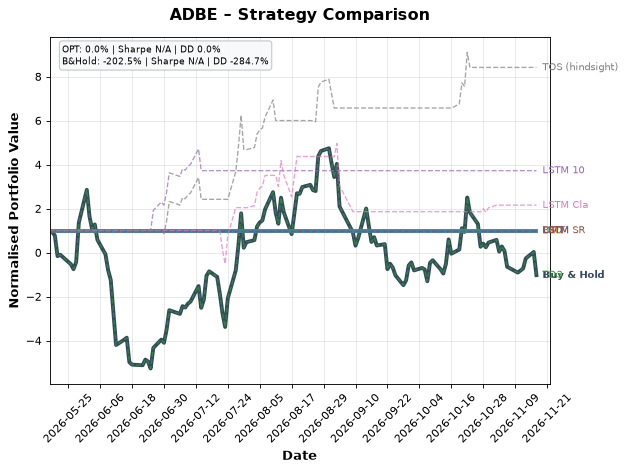 ADBE – Strategy Comparison
OPT: 0.0% | Sharpe N/A | DD 0.0%
B&Hold: -202.5% | Sharpe N/A | DD -284.7%
Normalised Portfolio Value
8
6
4
2
0
−2
−4
TOS (hindsight)
LSTM 10
LSTM Cla
LSTM SR
Buy & Hold
2026-05-25
2026-06-06
2026-06-18
2026-06-30
2026-07-12
2026-07-24
2026-08-05
2026-08-17
2026-08-29
2026-09-10
2026-09-22
2026-10-04
2026-10-16
2026-10-28
2026-11-09
2026-11-21
Date